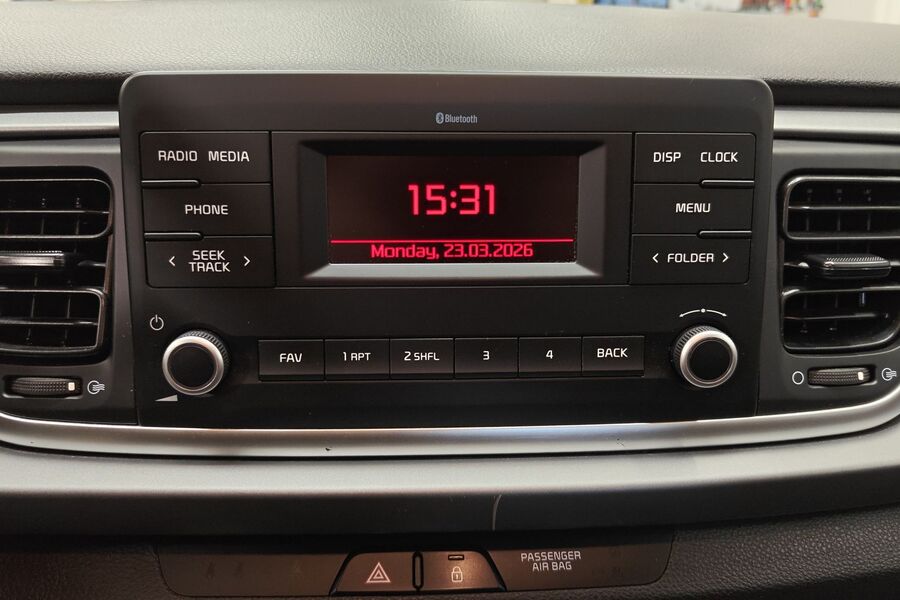 Bluetooth
RADIO MEDIA
DISP CLOCK
15:31
PHONE
MENU
Monday, 23.03.2026
SEEK
TRACK
FOLDER
FAV
1 RPT
2 SHFL
3
4
BACK
PASSENGER
AIR BAG